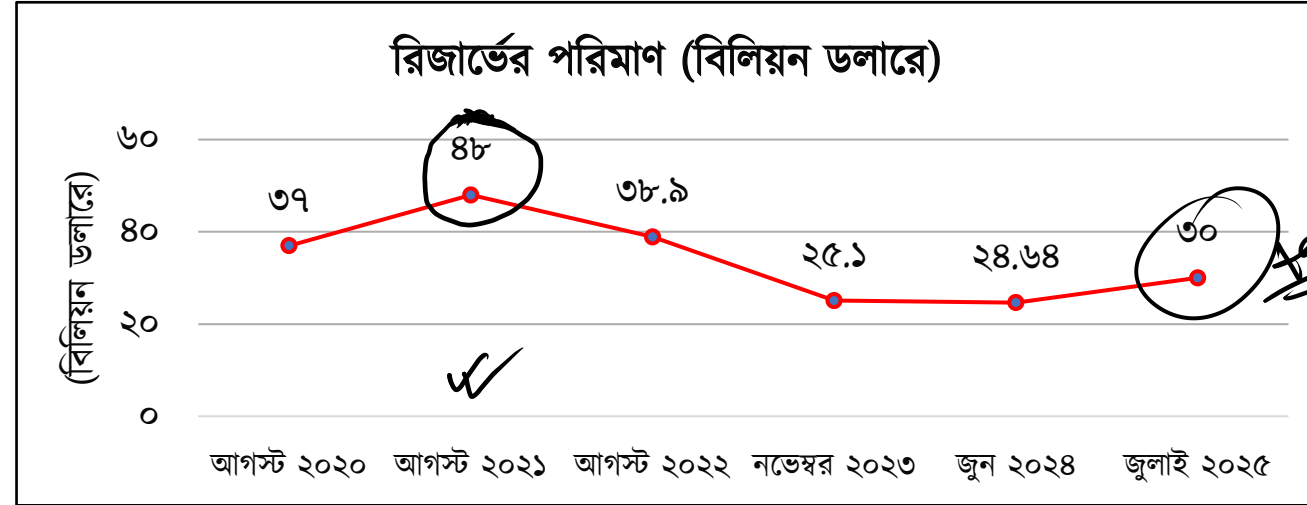 রিজার্ভের পরিমাণ (বিলিয়ন ডলারে)
(বিলিয়ন ডলারে)
৬০
৪০
২০
০
৩৭
৪৮
৩৮.৯
২৫.১
২৪.৬৪
৩০
আগস্ট ২০২০
আগস্ট ২০২১
আগস্ট ২০২২
নভেম্বর ২০২৩
জুন ২০২৪
জুলাই ২০২৫